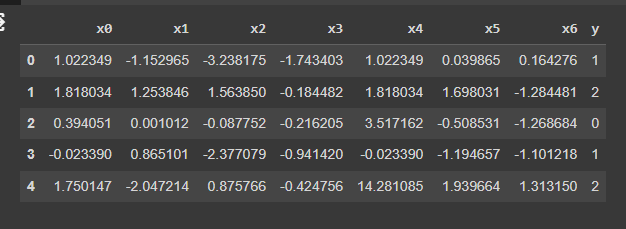 x0 x1 x2 x3 x4 x5 x6 y
0 1.022349 -1.152965 -3.238175 -1.743403 1.022349 0.039865 0.164276 1
1 1.818034 1.253846 1.563850 -0.184482 1.818034 1.698031 -1.284481 2
2 0.394051 0.001012 -0.087752 -0.216205 3.517162 -0.508531 -1.268684 0
3 -0.023390 0.865101 -2.377079 -0.941420 -0.023390 -1.194657 -1.101218 1
4 1.750147 -2.047214 0.875766 -0.424756 14.281085 1.939664 1.313150 2